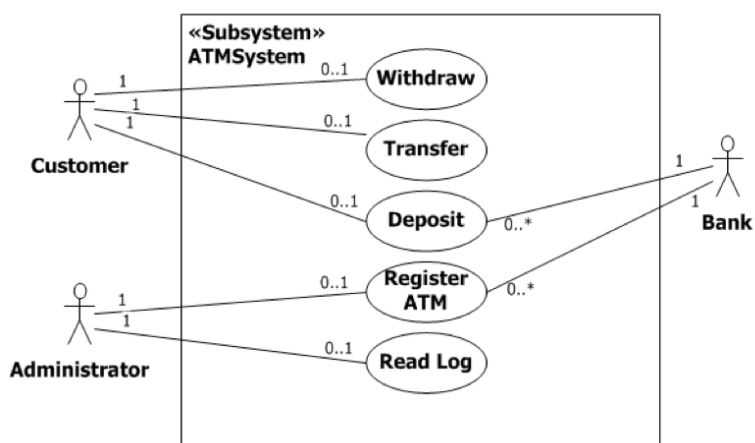 «Subsystem»
ATMSystem
1
0..1
Withdraw
1
0..1
Transfer
1
Customer
0..1
Deposit
0..*
1
1
Bank
1
0..1
Register
ATM
0..*
1
0..1
Read Log
Administrator